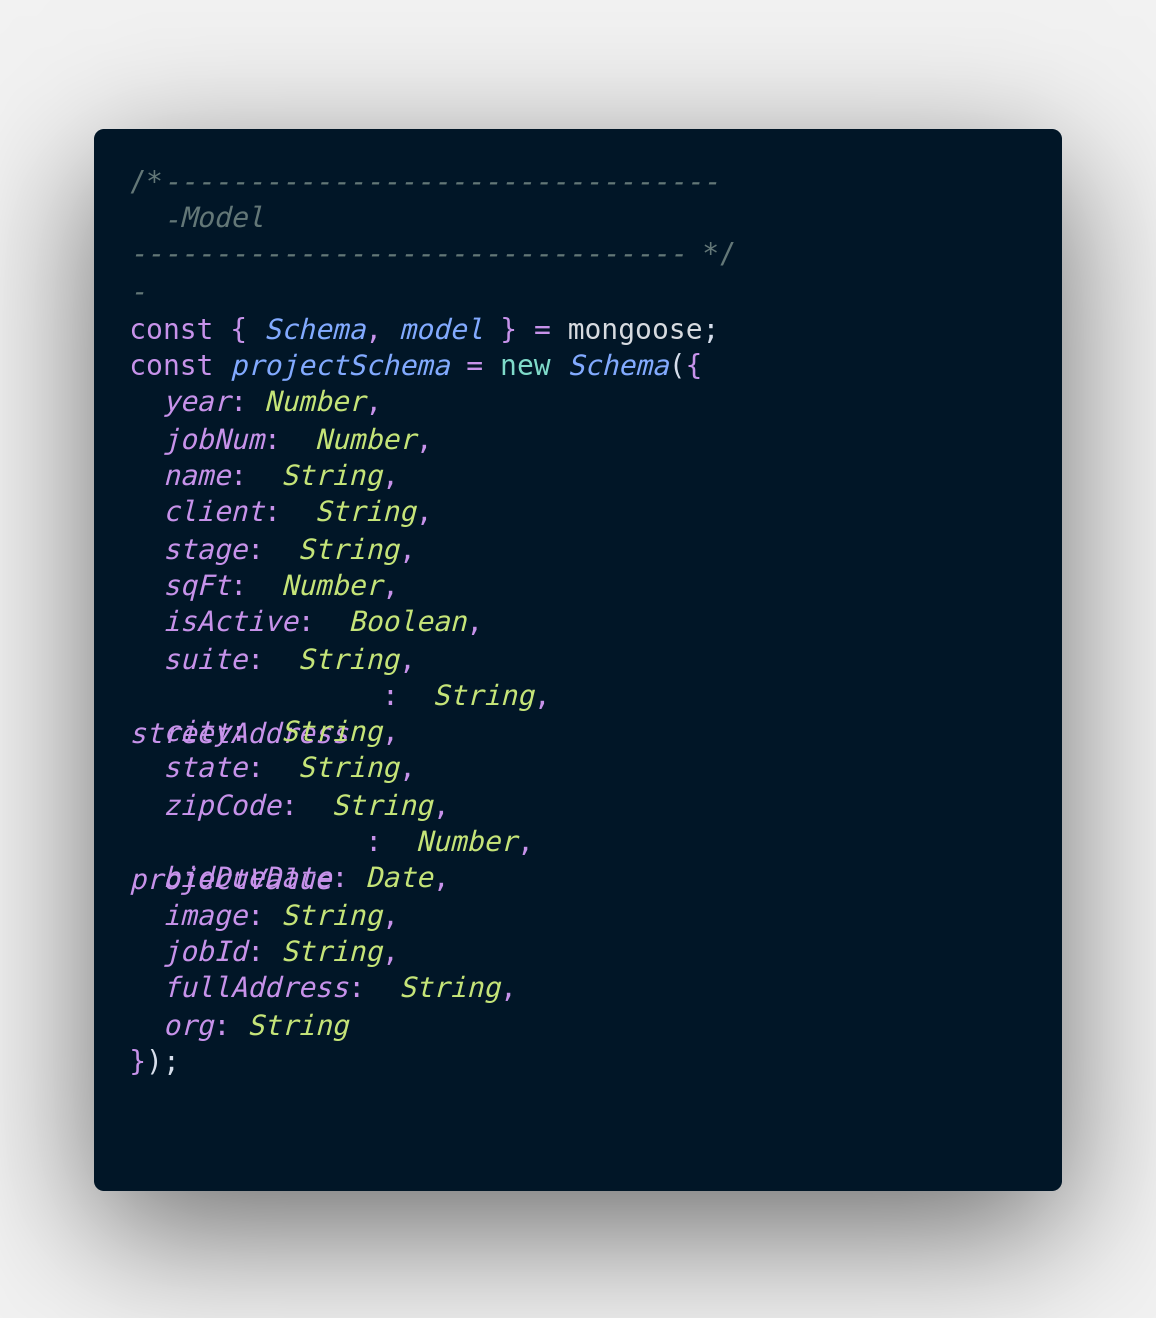 /*---------------------------------
  -Model
--------------------------------- */
-
const { Schema, model } = mongoose;
const projectSchema = new Schema({
  year: Number,
  jobNum:  Number,
  name:  String,
  client:  String,
  stage:  String,
  sqFt:  Number,
  isActive:  Boolean,
  suite:  String,
  streetAddress:  String,
  city:  String,
  state:  String,
  zipCode:  String,
  projectValue:  Number,
  bidDueDate: Date,
  image: String,
  jobId: String,
  fullAddress:  String,
  org: String
});